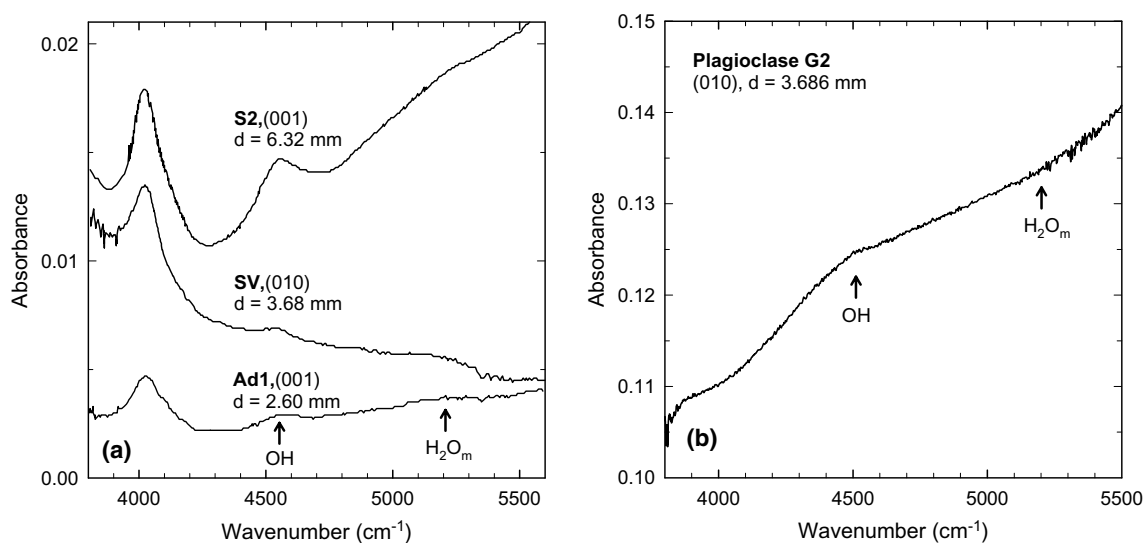 0.02
0.01
0.00
Absorbance
S2,(001)
d = 6.32 mm
SV,(010)
d = 3.68 mm
Ad1,(001)
d = 2.60 mm
(a)
OH
H₂Oₘ
4000 4500 5000 5500
Wavenumber (cm⁻¹)
0.15
0.14
0.13
0.12
0.11
0.10
Absorbance
Plagioclase G2
(010), d = 3.686 mm
H₂Oₘ
OH
(b)
4000 4500 5000 5500
Wavenumber (cm⁻¹)